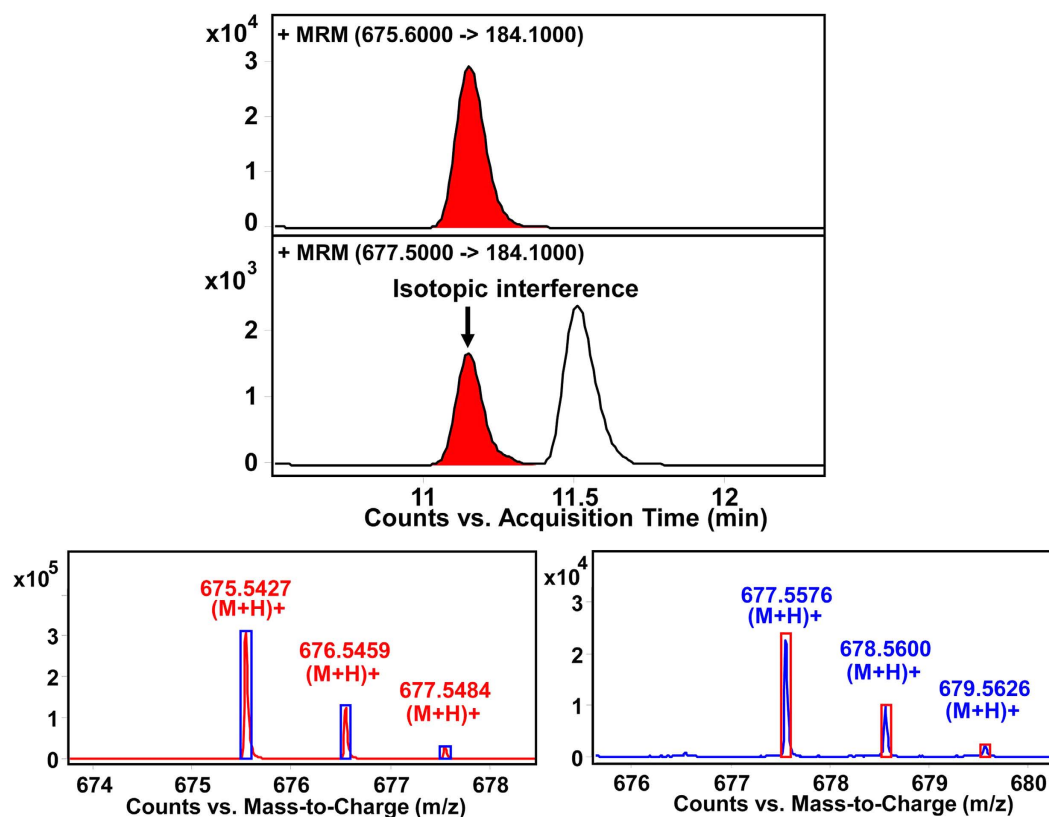 x10⁴
+ MRM (675.6000 -> 184.1000)
3
2
1
0
+ MRM (677.5000 -> 184.1000)
x10³
Isotopic interference
2
1
0
11 11.5 12
Counts vs. Acquisition Time (min)
x10⁵
675.5427
(M+H)+
3
676.5459
(M+H)+
2
677.5484
(M+H)+
1
0
674 675 676 677 678
Counts vs. Mass-to-Charge (m/z)
x10⁴
677.5576
(M+H)+
3
678.5600
(M+H)+
2
679.5626
(M+H)+
1
0
676 677 678 679 680
Counts vs. Mass-to-Charge (m/z)